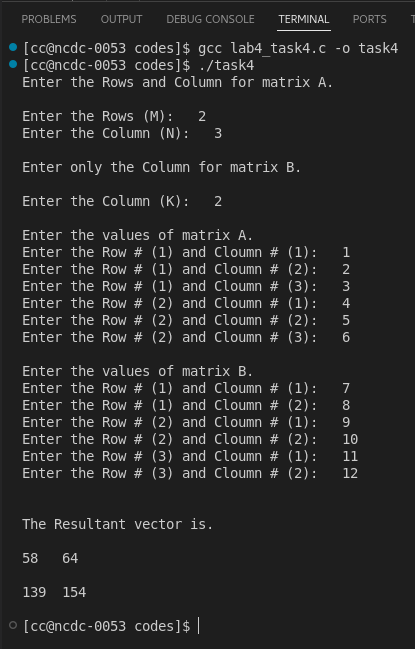 PROBLEMS OUTPUT DEBUG CONSOLE TERMINAL PORTS
[cc@ncdc-0053 codes]$ gcc lab4_task4.c -o task4
[cc@ncdc-0053 codes]$ ./task4
Enter the Rows and Column for matrix A.
Enter the Rows (M): 2
Enter the Column (N): 3
Enter only the Column for matrix B.
Enter the Column (K): 2
Enter the values of matrix A.
Enter the Row # (1) and Cloumn # (1): 1
Enter the Row # (1) and Cloumn # (2): 2
Enter the Row # (1) and Cloumn # (3): 3
Enter the Row # (2) and Cloumn # (1): 4
Enter the Row # (2) and Cloumn # (2): 5
Enter the Row # (2) and Cloumn # (3): 6
Enter the values of matrix B.
Enter the Row # (1) and Cloumn # (1): 7
Enter the Row # (1) and Cloumn # (2): 8
Enter the Row # (2) and Cloumn # (1): 9
Enter the Row # (2) and Cloumn # (2): 10
Enter the Row # (3) and Cloumn # (1): 11
Enter the Row # (3) and Cloumn # (2): 12
The Resultant vector is.
58 64
139 154
[cc@ncdc-0053 codes]$